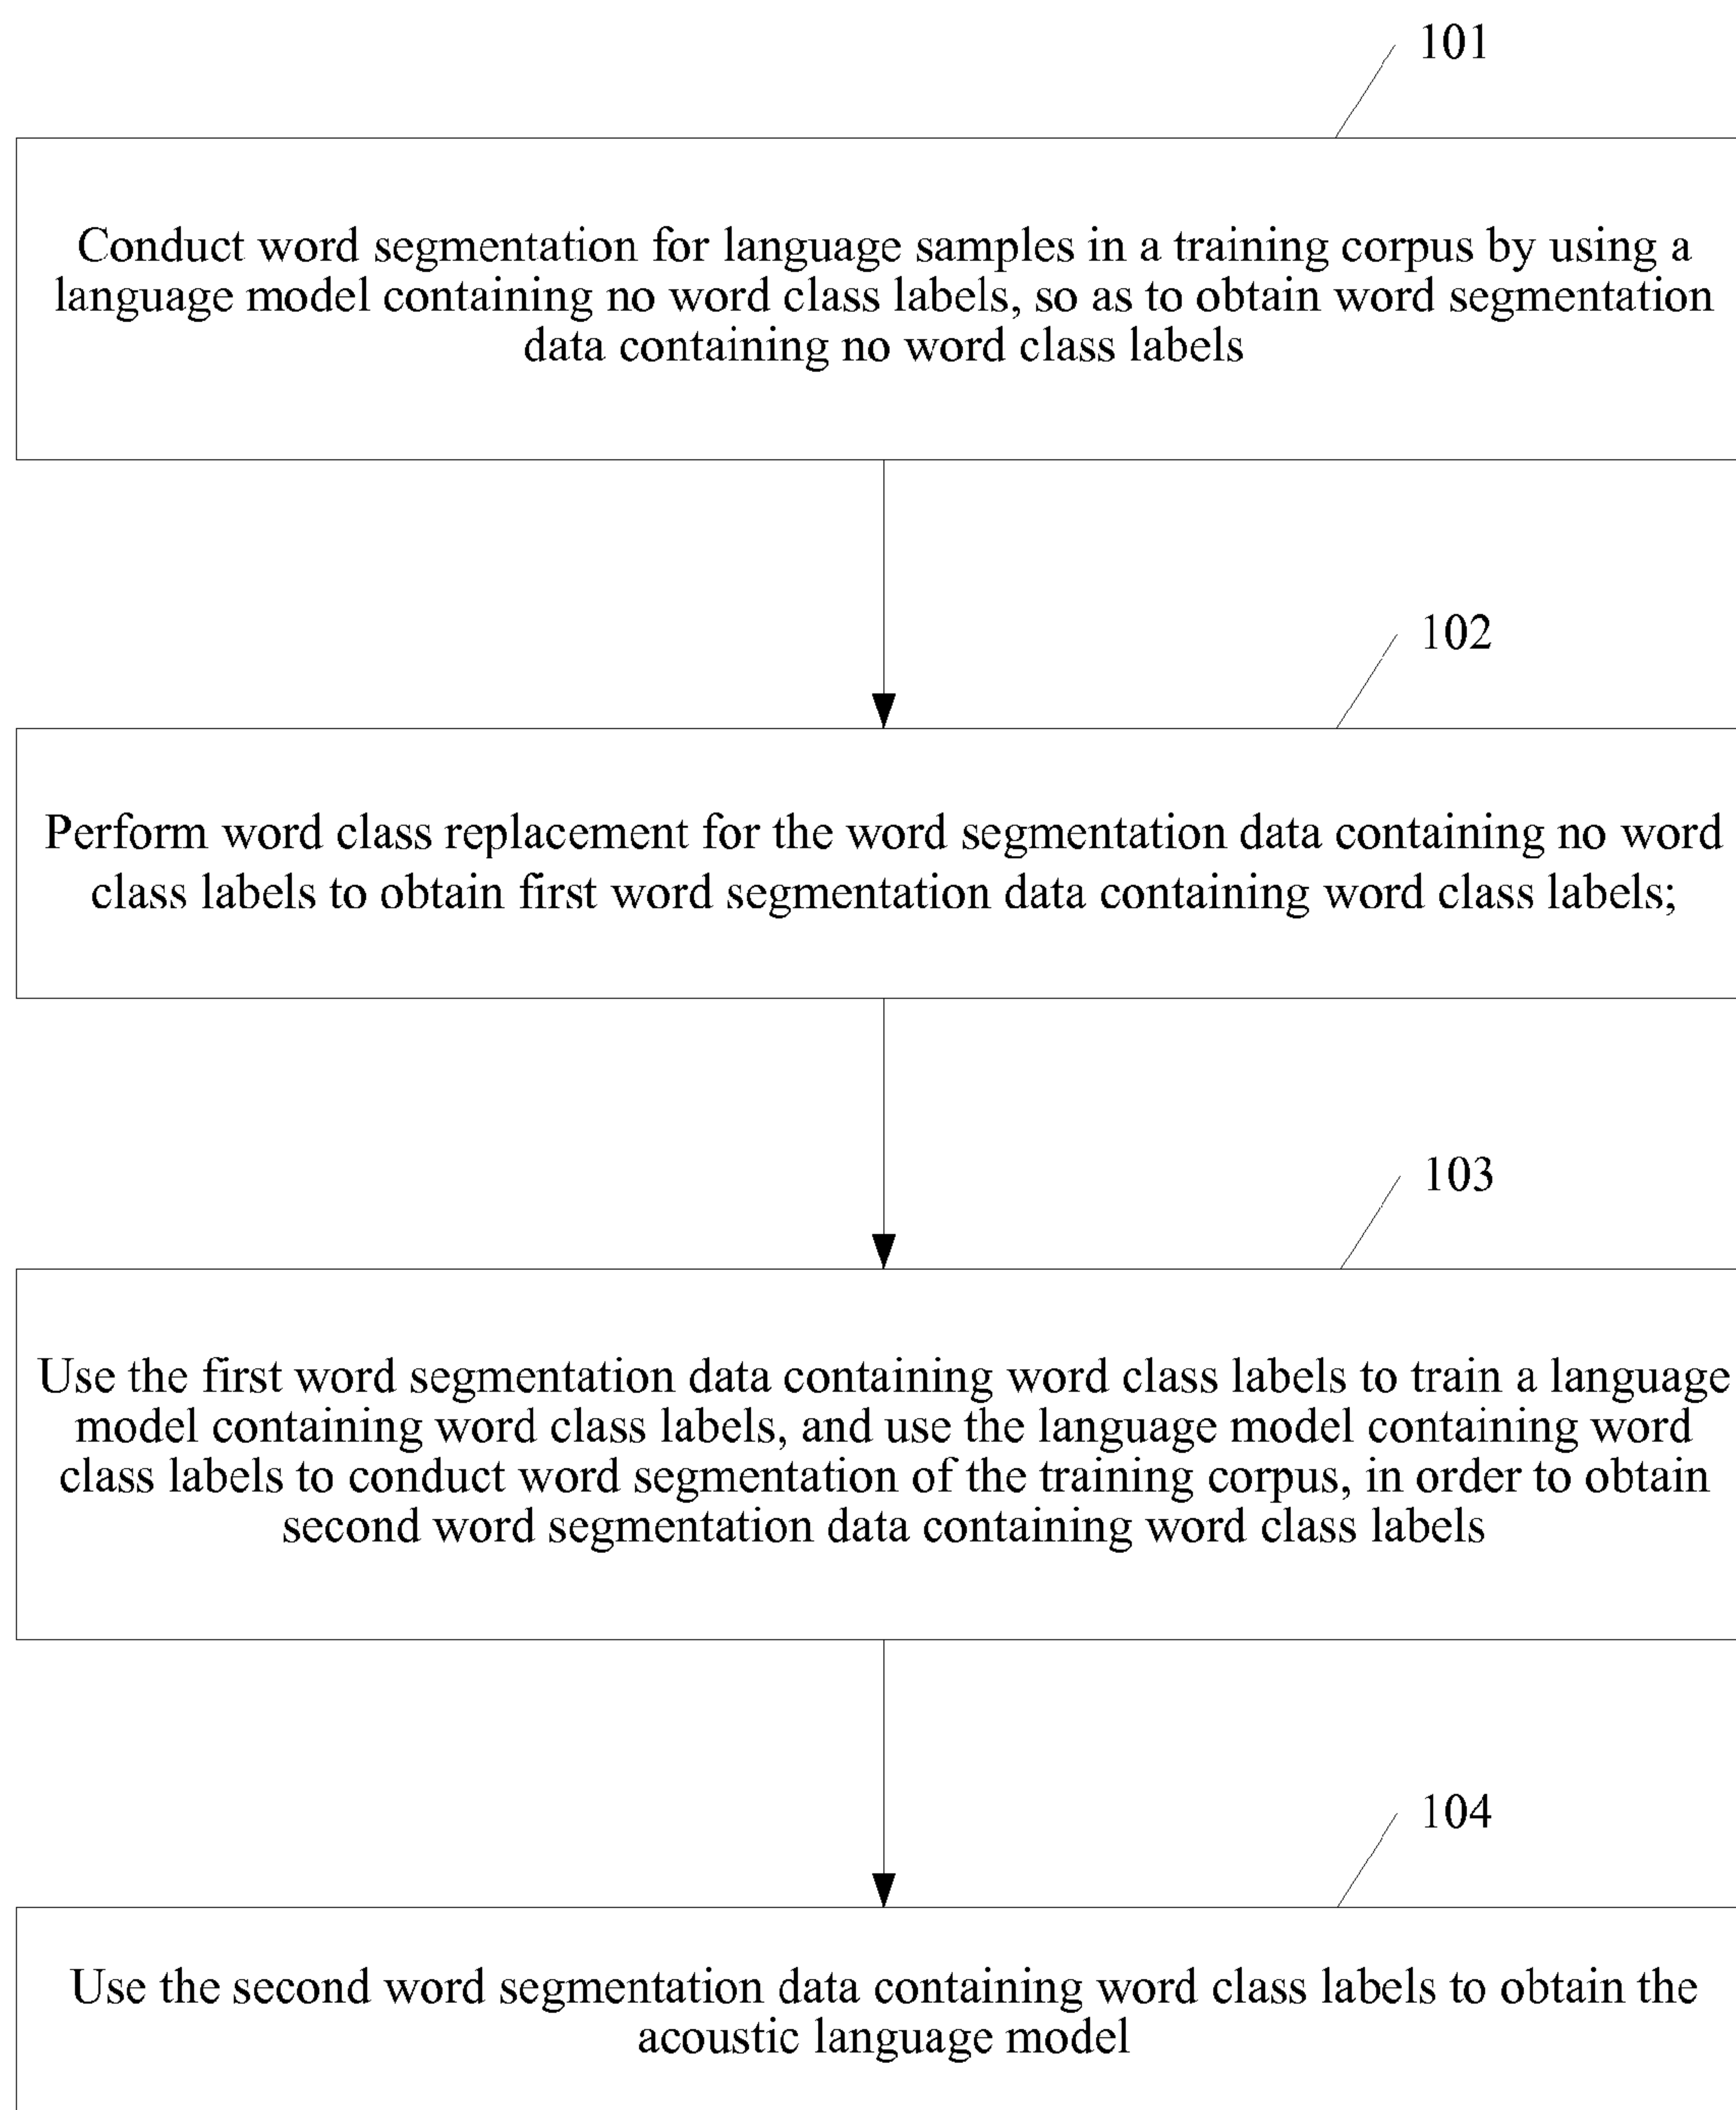 101
Conduct word segmentation for language samples in a training corpus by using a
language model containing no word class labels, so as to obtain word segmentation
data containing no word class labels
102
Perform word class replacement for the word segmentation data containing no word
class labels to obtain first word segmentation data containing word class labels;
103
Use the first word segmentation data containing word class labels to train a language
model containing word class labels, and use the language model containing word
class labels to conduct word segmentation of the training corpus, in order to obtain
second word segmentation data containing word class labels
104
Use the second word segmentation data containing word class labels to obtain the
acoustic language model